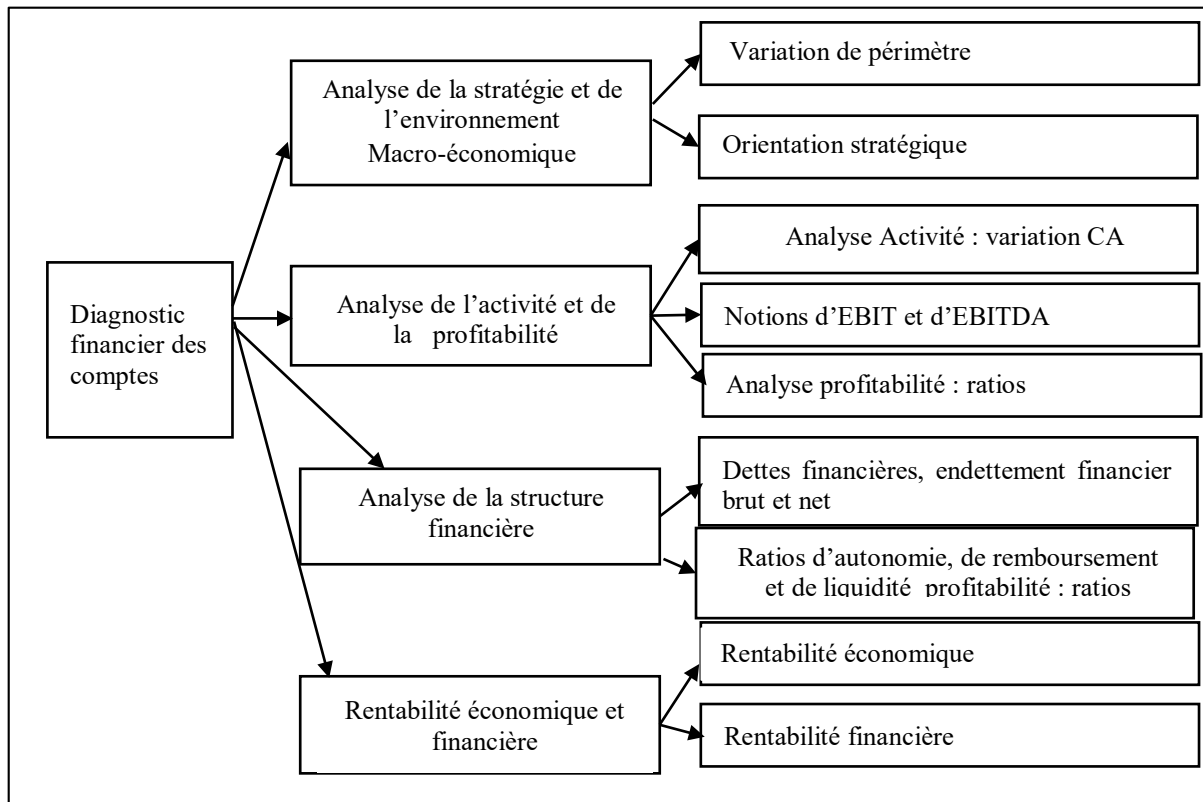 Diagnostic
financier des
comptes
Analyse de la stratégie et de
l’environnement
Macro-économique
Variation de périmètre
Orientation stratégique
Analyse de l’activité et de
la profitabilité
Analyse Activité : variation CA
Notions d’EBIT et d’EBITDA
Analyse profitabilité : ratios
Analyse de la structure
financière
Dettes financières, endettement financier
brut et net
Ratios d’autonomie, de remboursement
et de liquidité profitabilité : ratios
Rentabilité économique et
financière
Rentabilité économique
Rentabilité financière